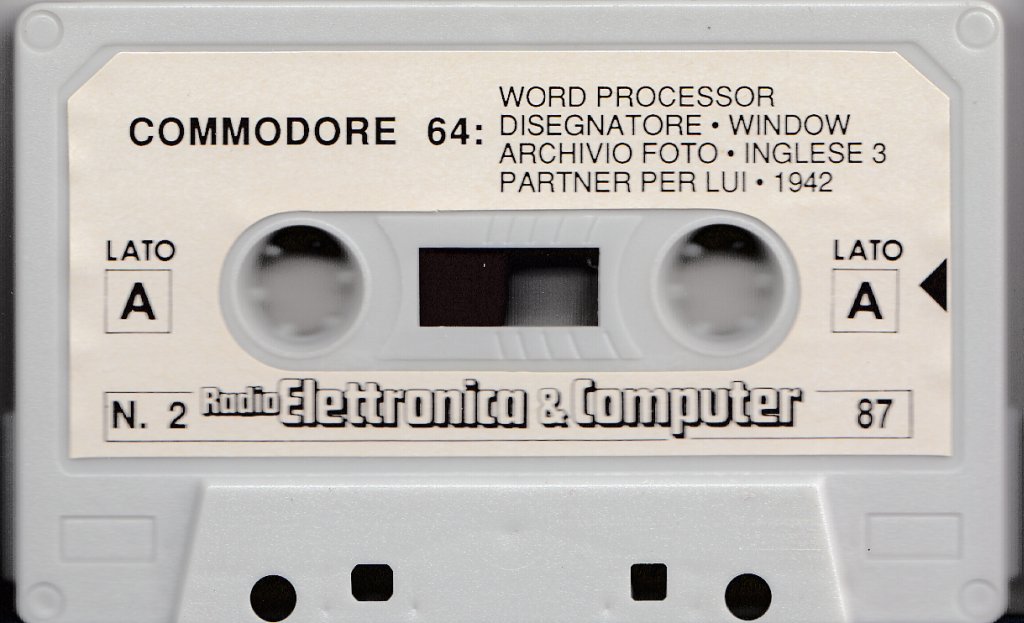 COMMODORE 64:
WORD PROCESSOR
DISEGNATORE • WINDOW
ARCHIVIO FOTO • INGLESE 3
PARTNER PER LUI • 1942
LATO
A
LATO
A
N. 2 Radio Elettronica & Computer 87